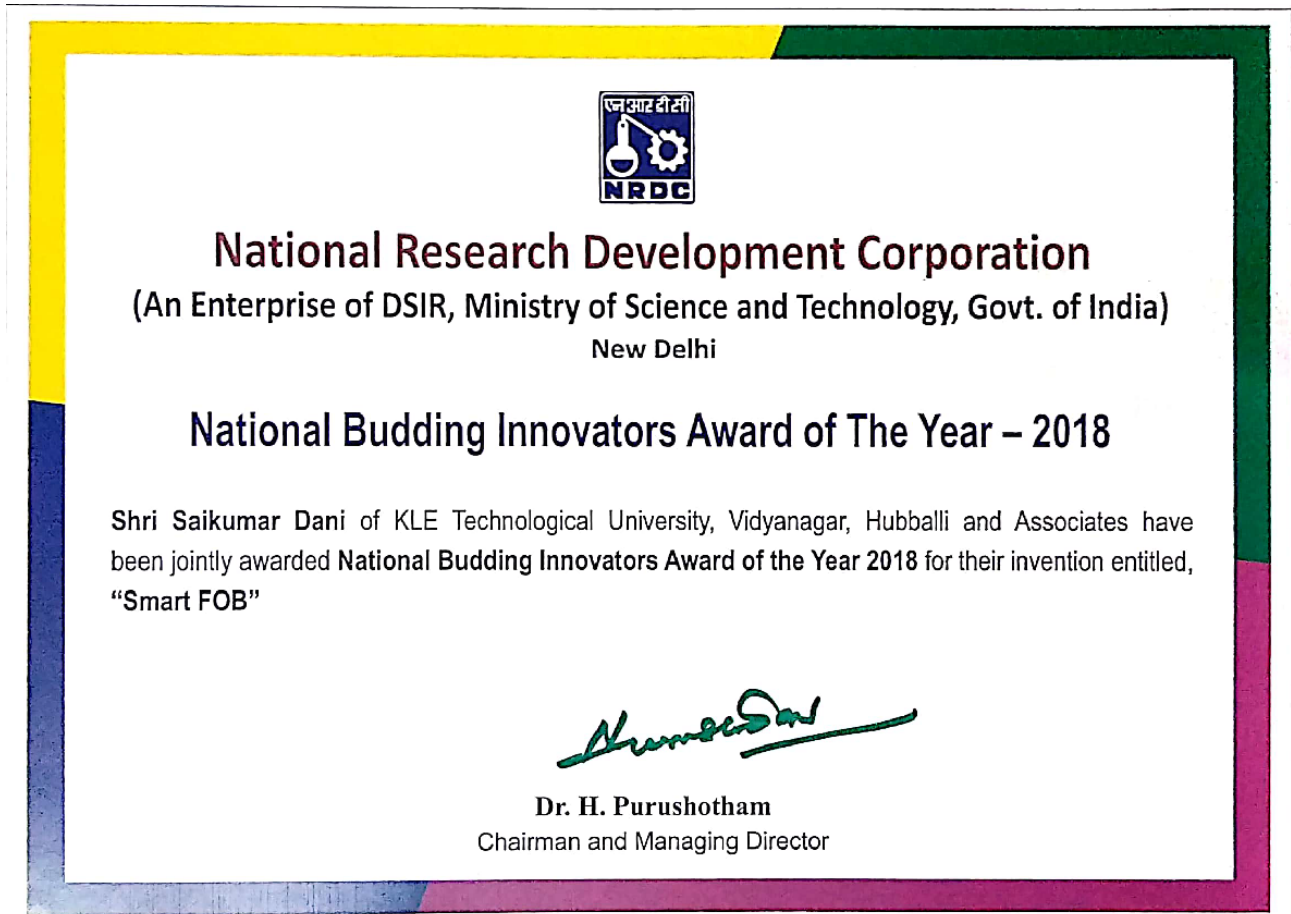 एनआरडीसी
NRDC
National Research Development Corporation
(An Enterprise of DSIR, Ministry of Science and Technology, Govt. of India)
New Delhi
National Budding Innovators Award of The Year – 2018
Shri Saikumar Dani of KLE Technological University, Vidyanagar, Hubballi and Associates have
been jointly awarded National Budding Innovators Award of the Year 2018 for their invention entitled,
“Smart FOB”
Dr. H. Purushotham
Chairman and Managing Director